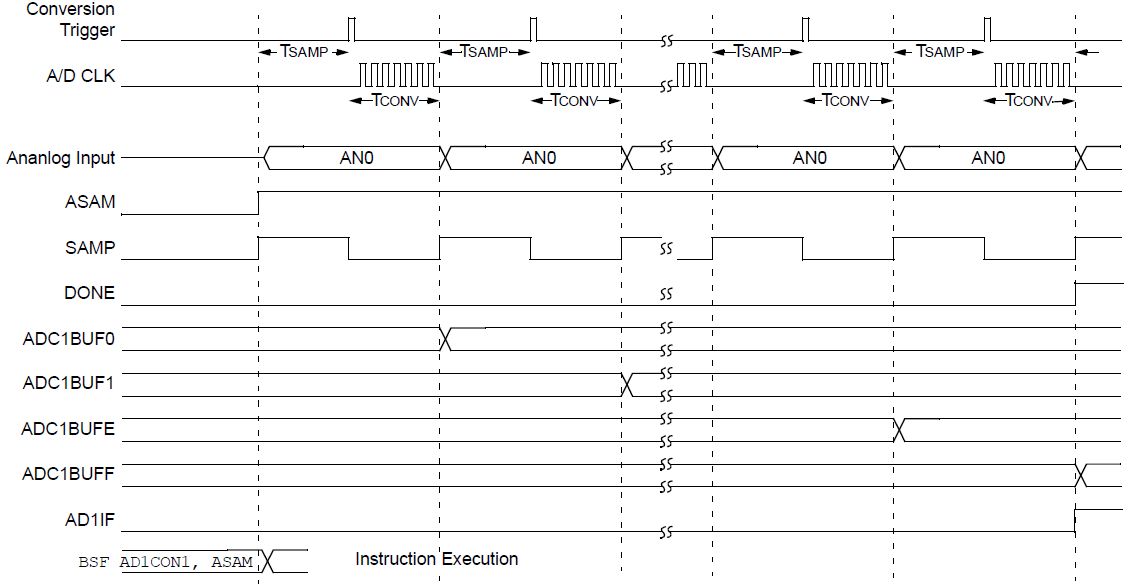 Conversion
Trigger
TSAMP TSAMP TSAMP TSAMP
A/D CLK
TCONV TCONV TCONV TCONV
Ananlog Input AN0 AN0 AN0 AN0
ASAM
SAMP
DONE
ADC1BUF0
ADC1BUF1
ADC1BUFE
ADC1BUFF
AD1IF
BSF AD1CON1, ASAM Instruction Execution